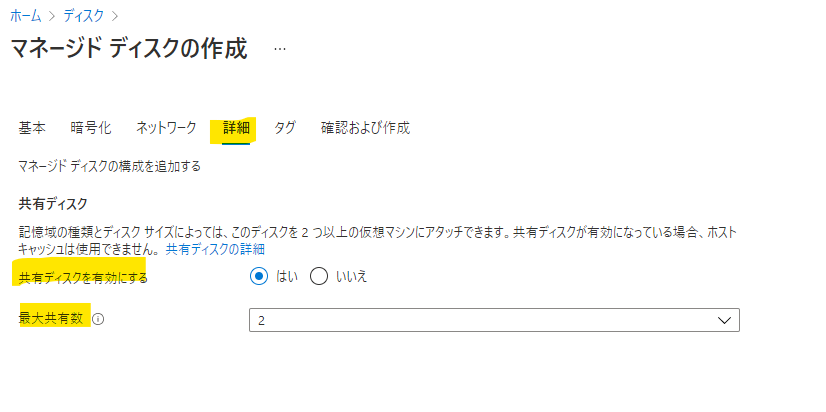 ホーム > ディスク >
マネージド ディスクの作成 …
基本 暗号化 ネットワーク 詳細 タグ 確認および作成
マネージド ディスクの構成を追加する
共有ディスク
記憶域の種類とディスク サイズによっては、このディスクを 2 つ以上の仮想マシンにアタッチできます。共有ディスクが有効になっている場合、ホスト
キャッシュは使用できません。 共有ディスクの詳細
共有ディスクを有効にする はい いいえ
最大共有数 2